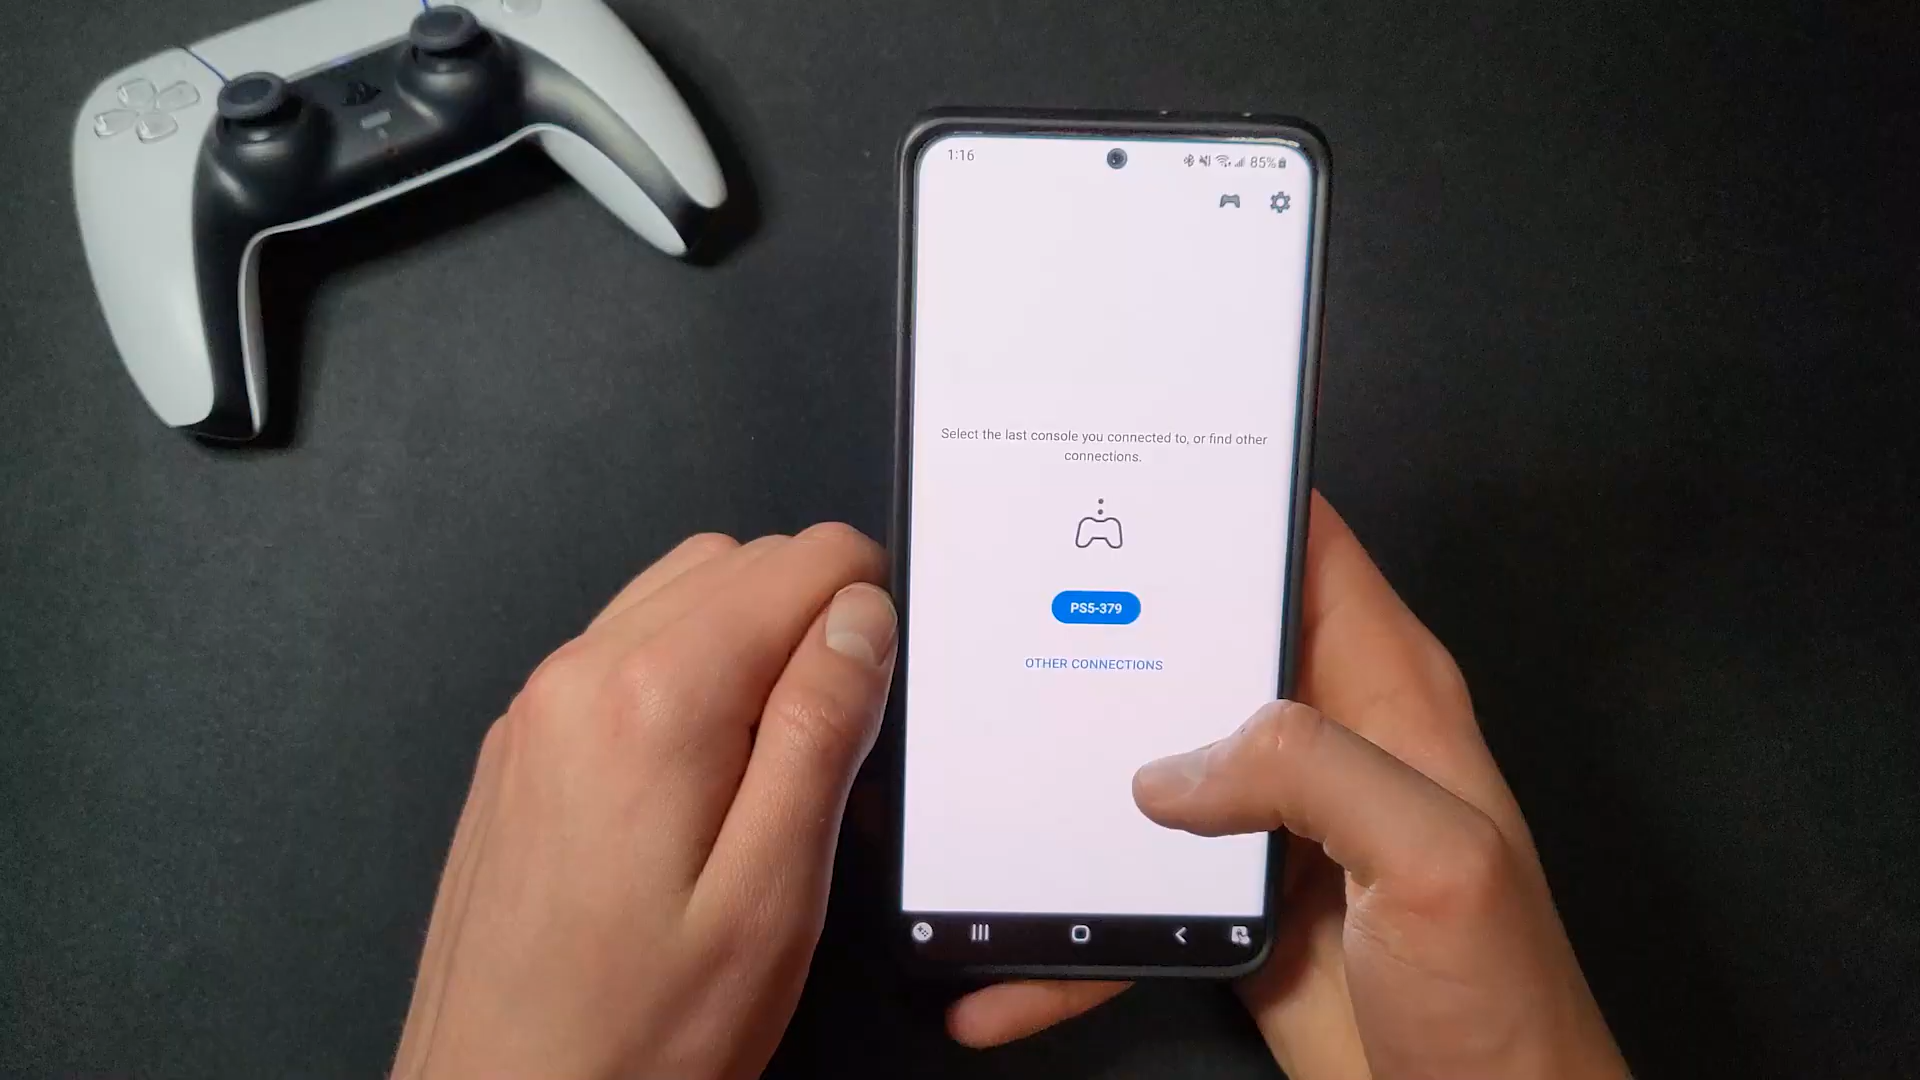 1:16
85%
Select the last console you connected to, or find other
connections.
PS5-379
OTHER CONNECTIONS